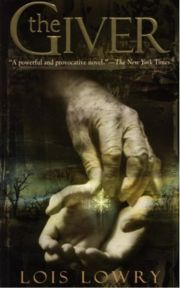 the
GIVER
"A powerful and provocative novel."—The New York Times
LOIS LOWRY